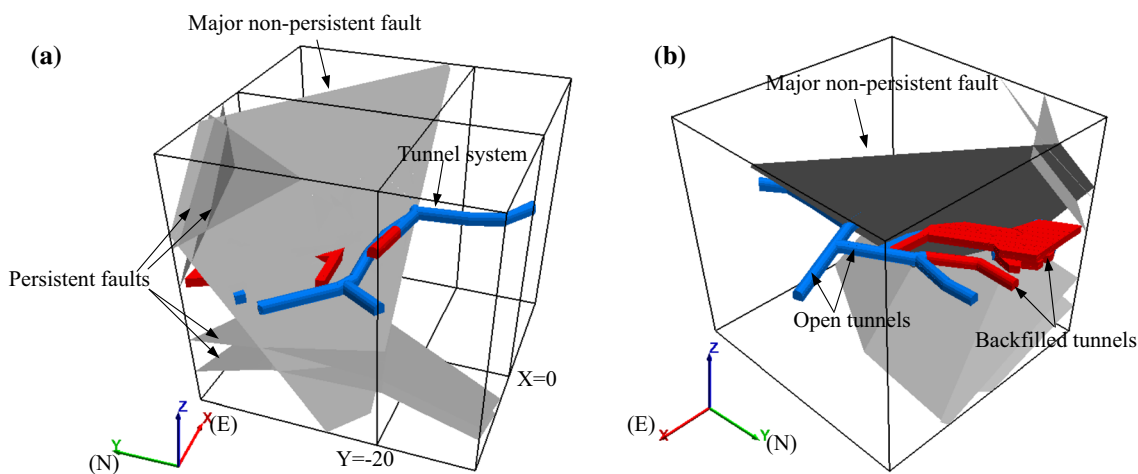 (a)
Major non-persistent fault
Tunnel system
Persistent faults
X=0
Y=-20
Z
X
(E)
Y
(N)
(b)
Major non-persistent fault
Open tunnels
Backfilled tunnels
Z
(E)
X
Y
(N)